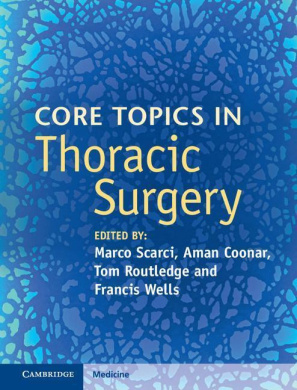 CORE TOPICS IN
Thoracic
Surgery
EDITED BY:
Marco Scarci, Aman Coonar,
Tom Routledge and
Francis Wells
CAMBRIDGE Medicine